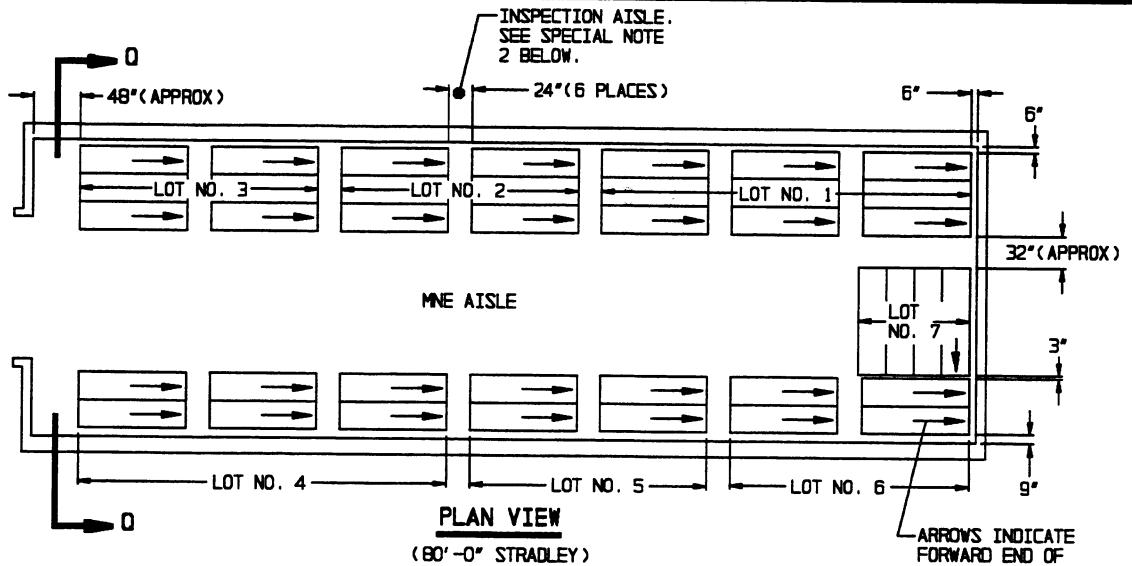 INSPECTION AISLE.
SEE SPECIAL NOTE
2 BELOW.
Q
48"(APPROX)
24"(6 PLACES)
6"
6"
LOT NO. 3
LOT NO. 2
LOT NO. 1
32"(APPROX)
MNE AISLE
LOT
NO. 7
3"
LOT NO. 4
LOT NO. 5
LOT NO. 6
9"
Q
PLAN VIEW
(80'-0" STRADLEY)
ARROWS INDICATE
FORWARD END OF